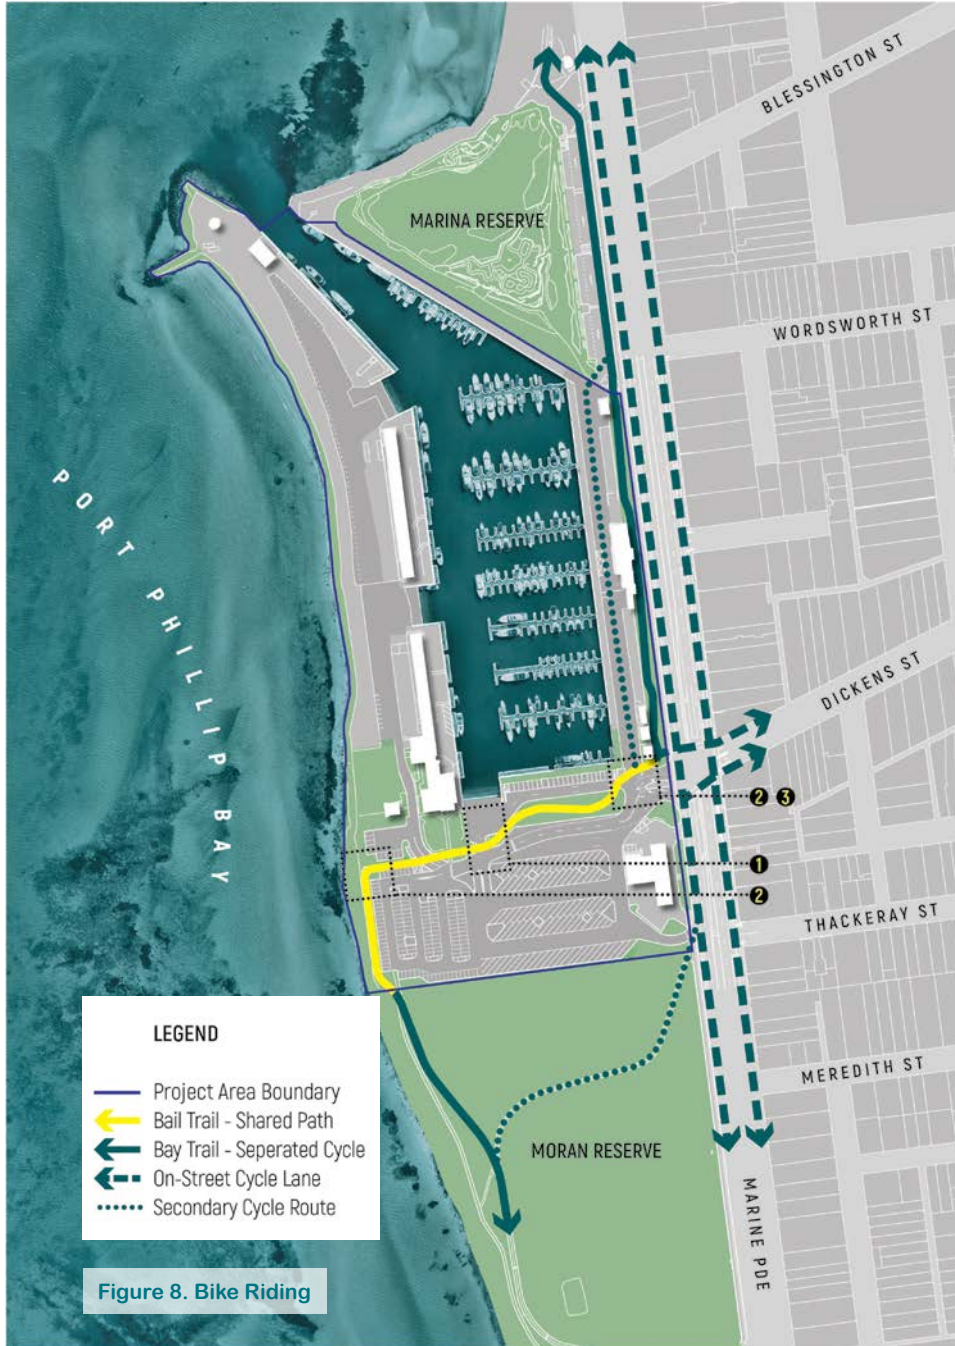 BLESSINGTON ST
MARINA RESERVE
WORDSWORTH ST
PORT PHILLIP BAY
DICKENS ST
2 3
1
2
THACKERAY ST
LEGEND
Project Area Boundary
Bail Trail - Shared Path
Bay Trail - Seperated Cycle
On-Street Cycle Lane
Secondary Cycle Route
MEREDITH ST
MORAN RESERVE
MARINE PDE
Figure 8. Bike Riding